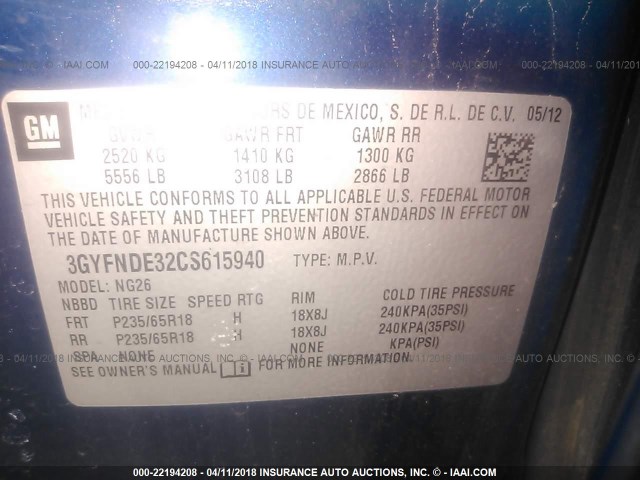 © - IAAI.COM 000-22194208 - 04/11/2018 INSURANCE AUTO AUCTIONS, INC. © - IAAI.COM
GM
DE MEXICO, S. DE R.L. DE C.V. 05/12
GVWR GAWR FRT GAWR RR
2520 KG 1410 KG 1300 KG
5556 LB 3108 LB 2866 LB
THIS VEHICLE CONFORMS TO ALL APPLICABLE U.S. FEDERAL MOTOR
VEHICLE SAFETY AND THEFT PREVENTION STANDARDS IN EFFECT ON
THE DATE OF MANUFACTURE SHOWN ABOVE.
3GYFNDE32CS615940 TYPE: M.P.V.
MODEL: NG26
NBBD TIRE SIZE SPEED RTG RIM COLD TIRE PRESSURE
FRT P235/65R18 H 18X8J 240KPA(35PSI)
RR P235/65R18 H 18X8J 240KPA(35PSI)
SPA NONE NONE KPA(PSI)
SEE OWNER'S MANUAL i FOR MORE INFORMATION.
000-22194208 - 04/11/2018 INSURANCE AUTO AUCTIONS, INC. © - IAAI.COM